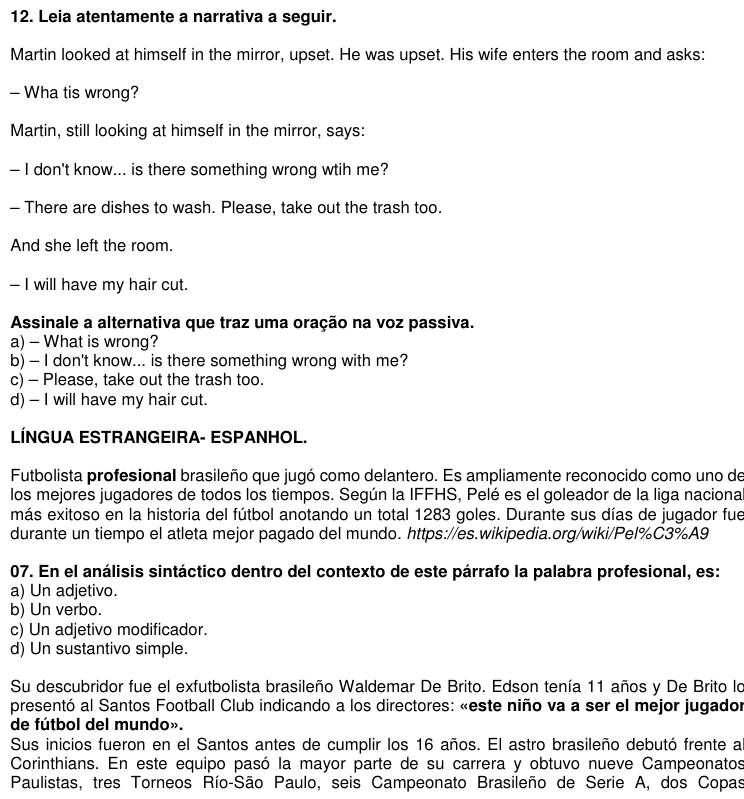 12. Leia atentamente a narrativa a seguir.
Martin looked at himself in the mirror, upset. He was upset. His wife enters the room and asks:
– Wha tis wrong?
Martin, still looking at himself in the mirror, says:
– I don't know... is there something wrong wtih me?
– There are dishes to wash. Please, take out the trash too.
And she left the room.
– I will have my hair cut.
Assinale a alternativa que traz uma oração na voz passiva.
a) – What is wrong?
b) – I don't know... is there something wrong with me?
c) – Please, take out the trash too.
d) – I will have my hair cut.
LÍNGUA ESTRANGEIRA- ESPANHOL.
Futbolista profesional brasileño que jugó como delantero. Es ampliamente reconocido como uno de
los mejores jugadores de todos los tiempos. Según la IFFHS, Pelé es el goleador de la liga nacional
más exitoso en la historia del fútbol anotando un total 1283 goles. Durante sus días de jugador fue
durante un tiempo el atleta mejor pagado del mundo. https://es.wikipedia.org/wiki/Pel%C3%A9
07. En el análisis sintáctico dentro del contexto de este párrafo la palabra profesional, es:
a) Un adjetivo.
b) Un verbo.
c) Un adjetivo modificador.
d) Un sustantivo simple.
Su descubridor fue el exfutbolista brasileño Waldemar De Brito. Edson tenía 11 años y De Brito lo
presentó al Santos Football Club indicando a los directores: «este niño va a ser el mejor jugador
de fútbol del mundo».
Sus inicios fueron en el Santos antes de cumplir los 16 años. El astro brasileño debutó frente al
Corinthians. En este equipo pasó la mayor parte de su carrera y obtuvo nueve Campeonatos
Paulistas, tres Torneos Río-São Paulo, seis Campeonato Brasileño de Serie A, dos Copas